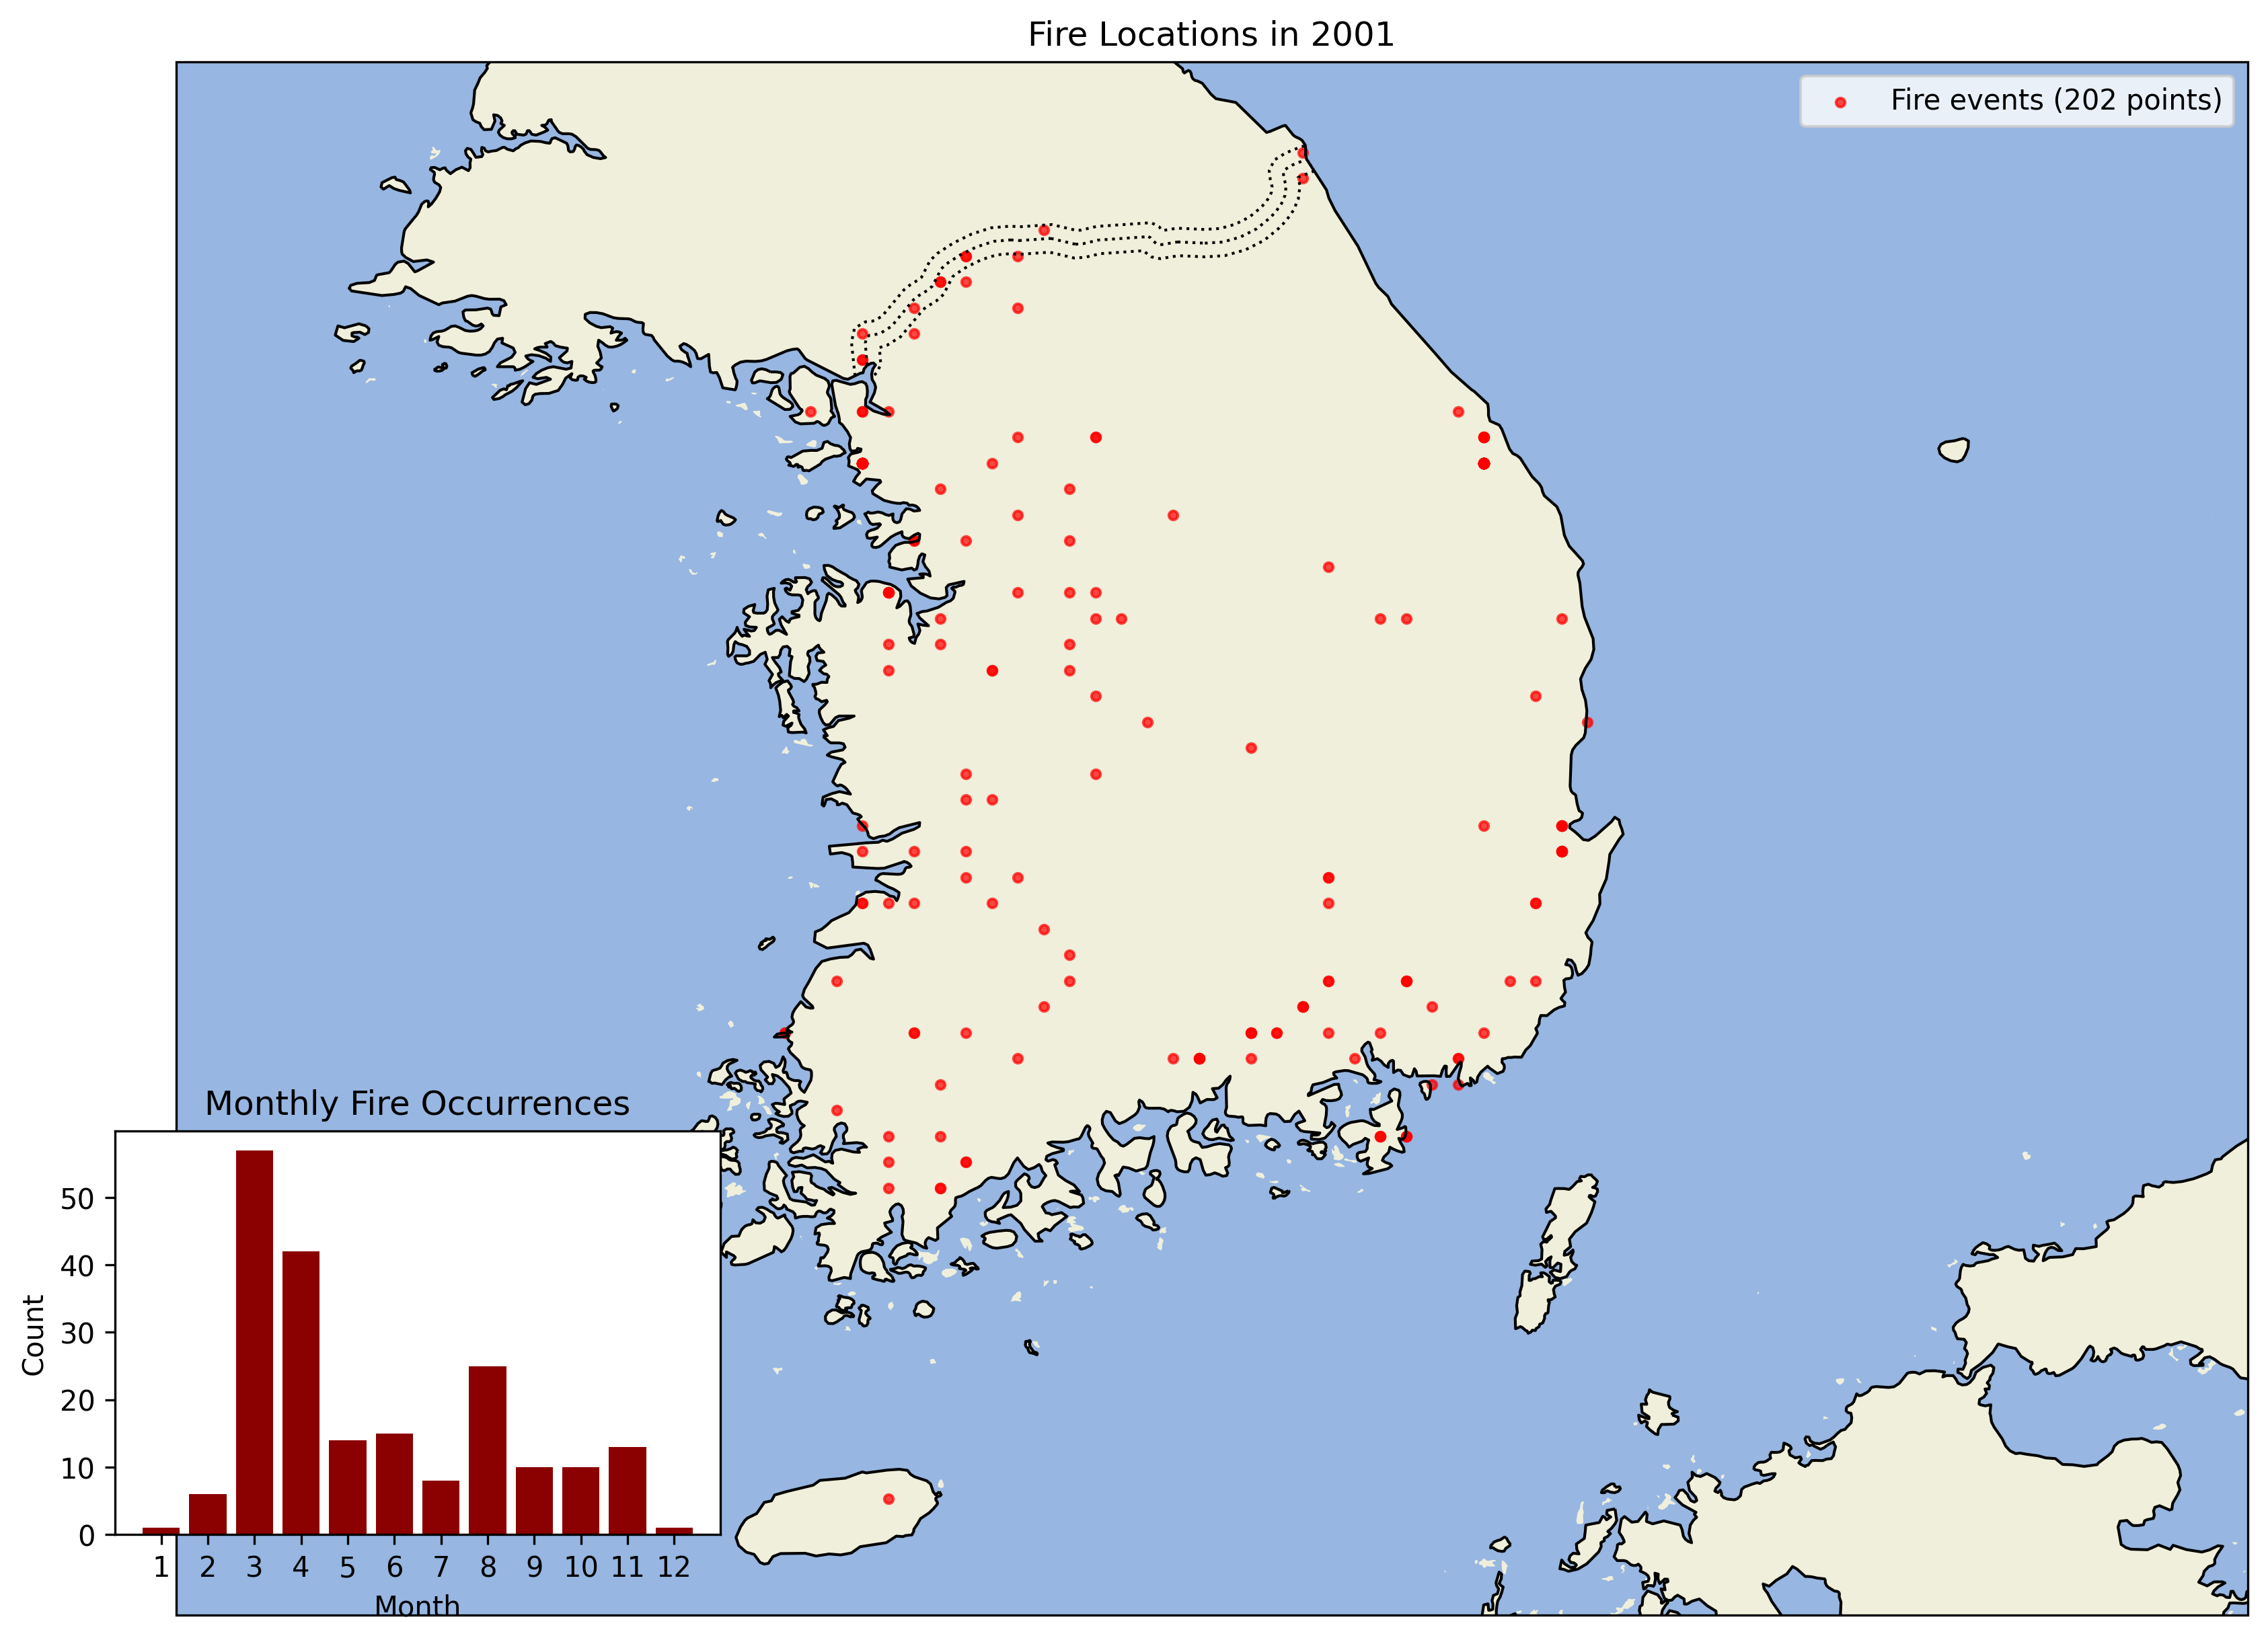 Fire Locations in 2001
Fire events (202 points)
Monthly Fire Occurrences
50
40
30
20
10
0
Count
1 2 3 4 5 6 7 8 9 10 11 12
Month